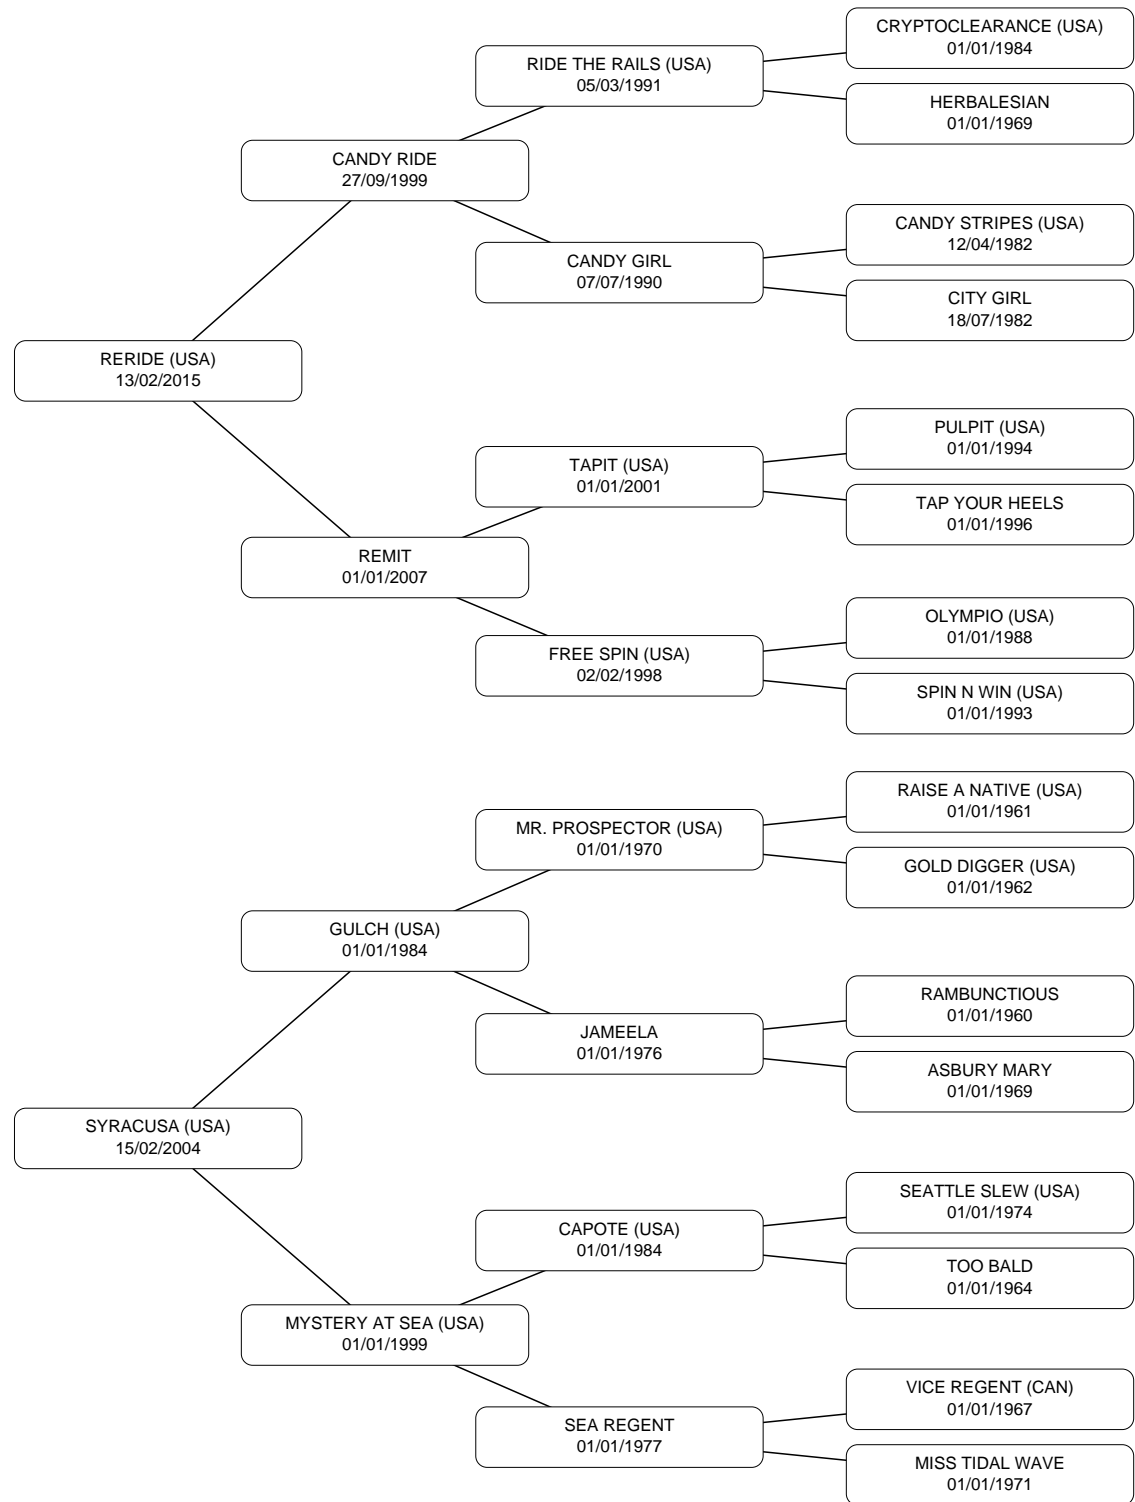 CRYPTOCLEARANCE (USA)
01/01/1984
RIDE THE RAILS (USA)
05/03/1991
HERBALESIAN
01/01/1969
CANDY RIDE
27/09/1999
CANDY STRIPES (USA)
12/04/1982
CANDY GIRL
07/07/1990
CITY GIRL
18/07/1982
RERIDE (USA)
13/02/2015
PULPIT (USA)
01/01/1994
TAPIT (USA)
01/01/2001
TAP YOUR HEELS
01/01/1996
REMIT
01/01/2007
OLYMPIO (USA)
01/01/1988
FREE SPIN (USA)
02/02/1998
SPIN N WIN (USA)
01/01/1993
RAISE A NATIVE (USA)
01/01/1961
MR. PROSPECTOR (USA)
01/01/1970
GOLD DIGGER (USA)
01/01/1962
GULCH (USA)
01/01/1984
RAMBUNCTIOUS
01/01/1960
JAMEELA
01/01/1976
ASBURY MARY
01/01/1969
SYRACUSA (USA)
15/02/2004
SEATTLE SLEW (USA)
01/01/1974
CAPOTE (USA)
01/01/1984
TOO BALD
01/01/1964
MYSTERY AT SEA (USA)
01/01/1999
VICE REGENT (CAN)
01/01/1967
SEA REGENT
01/01/1977
MISS TIDAL WAVE
01/01/1971